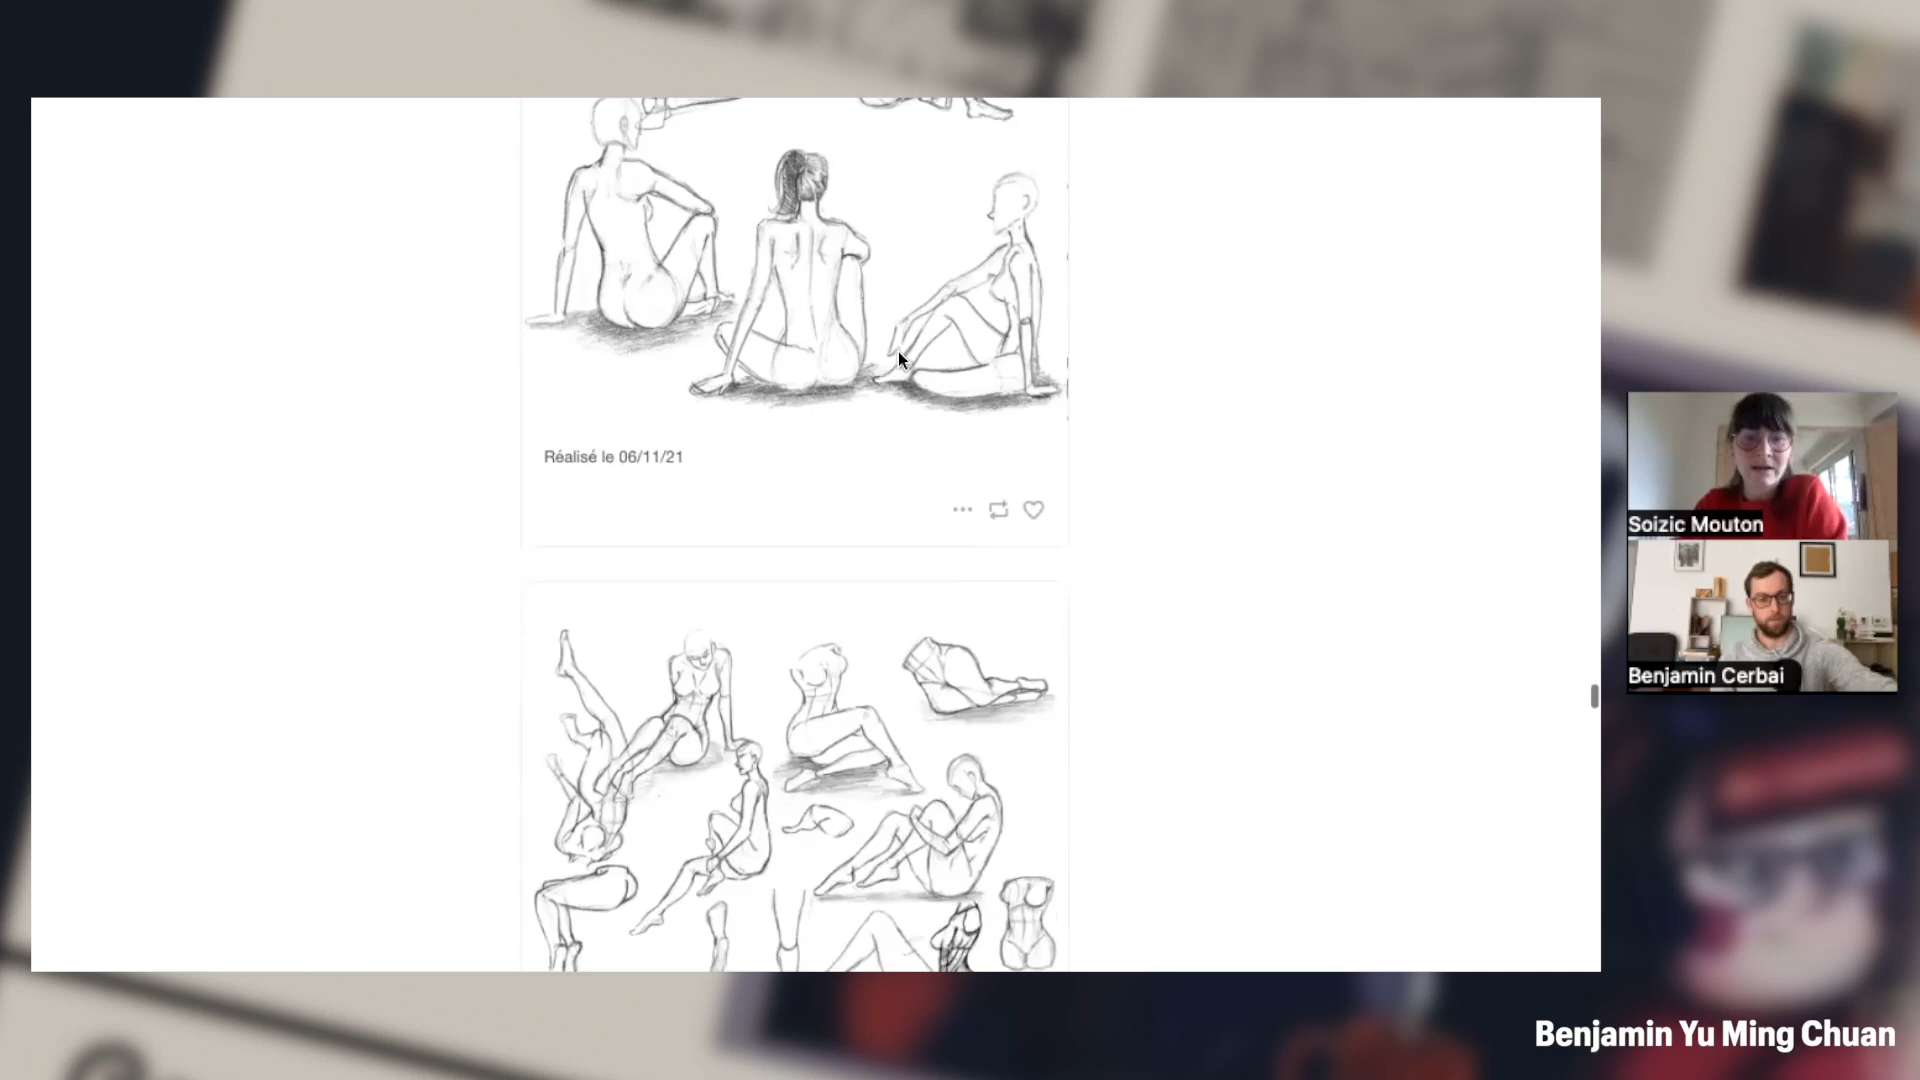 Réalisé le 06/11/21
Soizic Mouton
Benjamin Cerbai
Benjamin Yu Ming Chuan